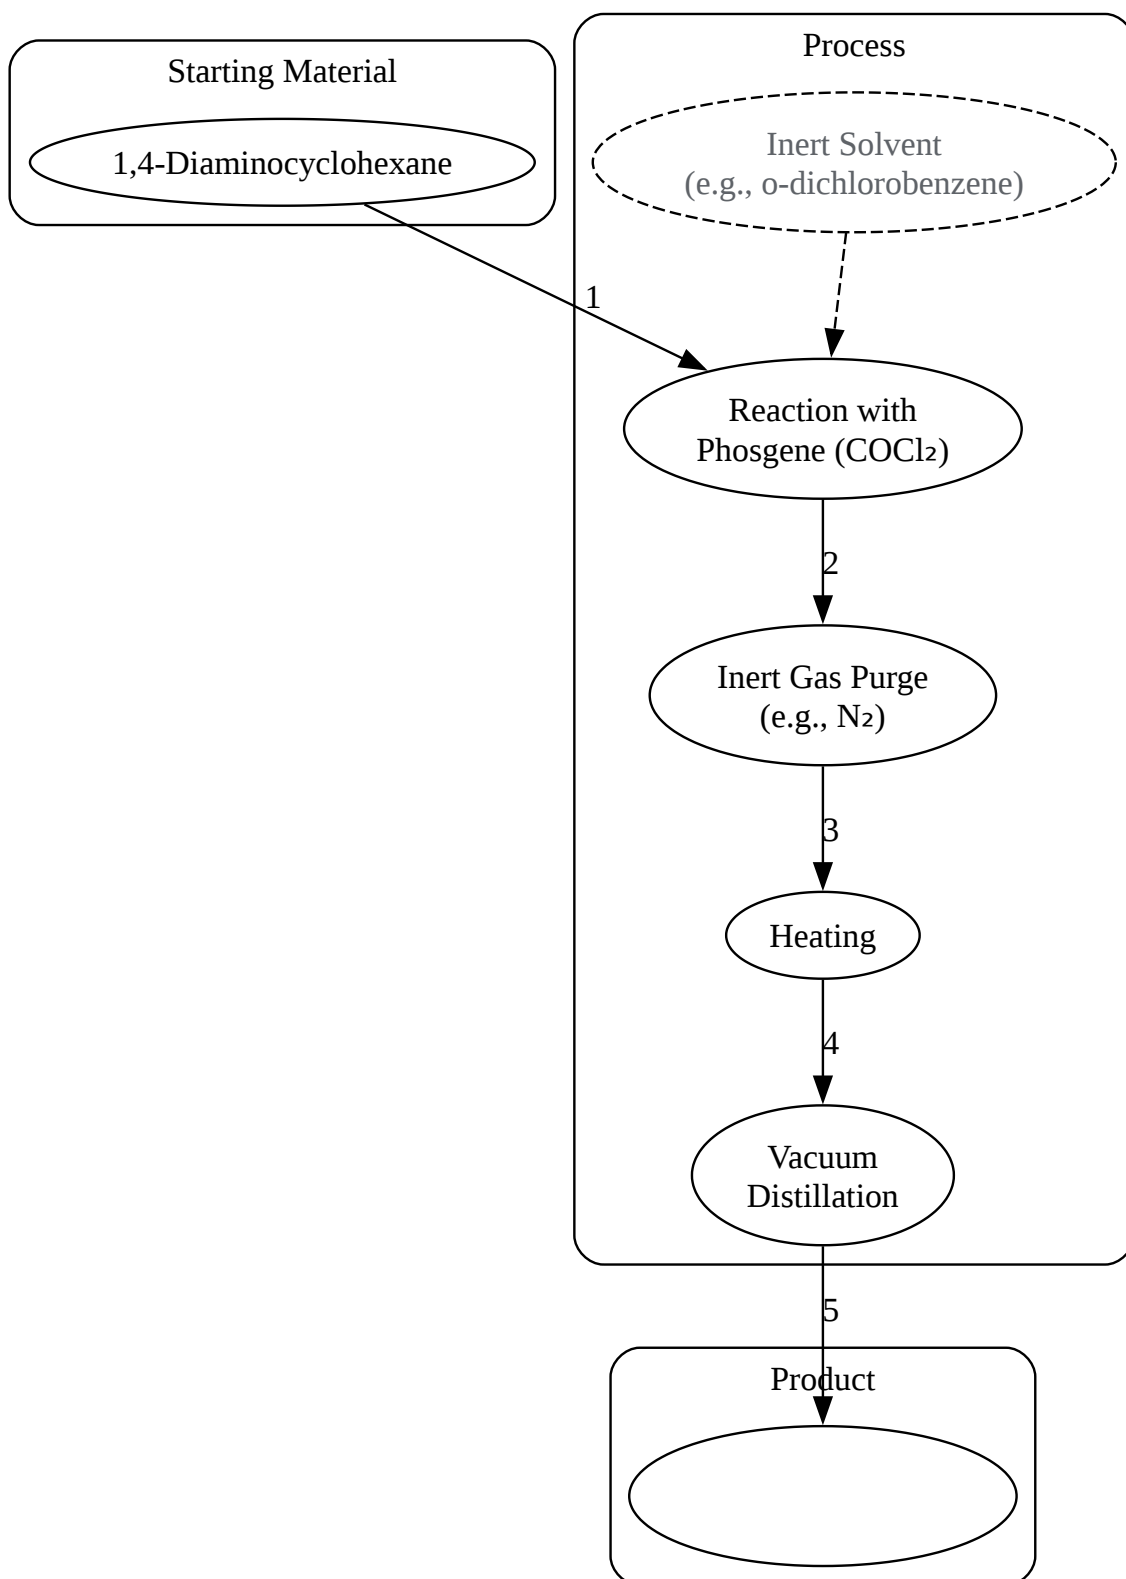 Starting Material
1,4-Diaminocyclohexane
Process
Inert Solvent
(e.g., o-dichlorobenzene)
1
Reaction with
Phosgene (COCl₂)
2
Inert Gas Purge
(e.g., N₂)
3
Heating
4
Vacuum
Distillation
5
Product